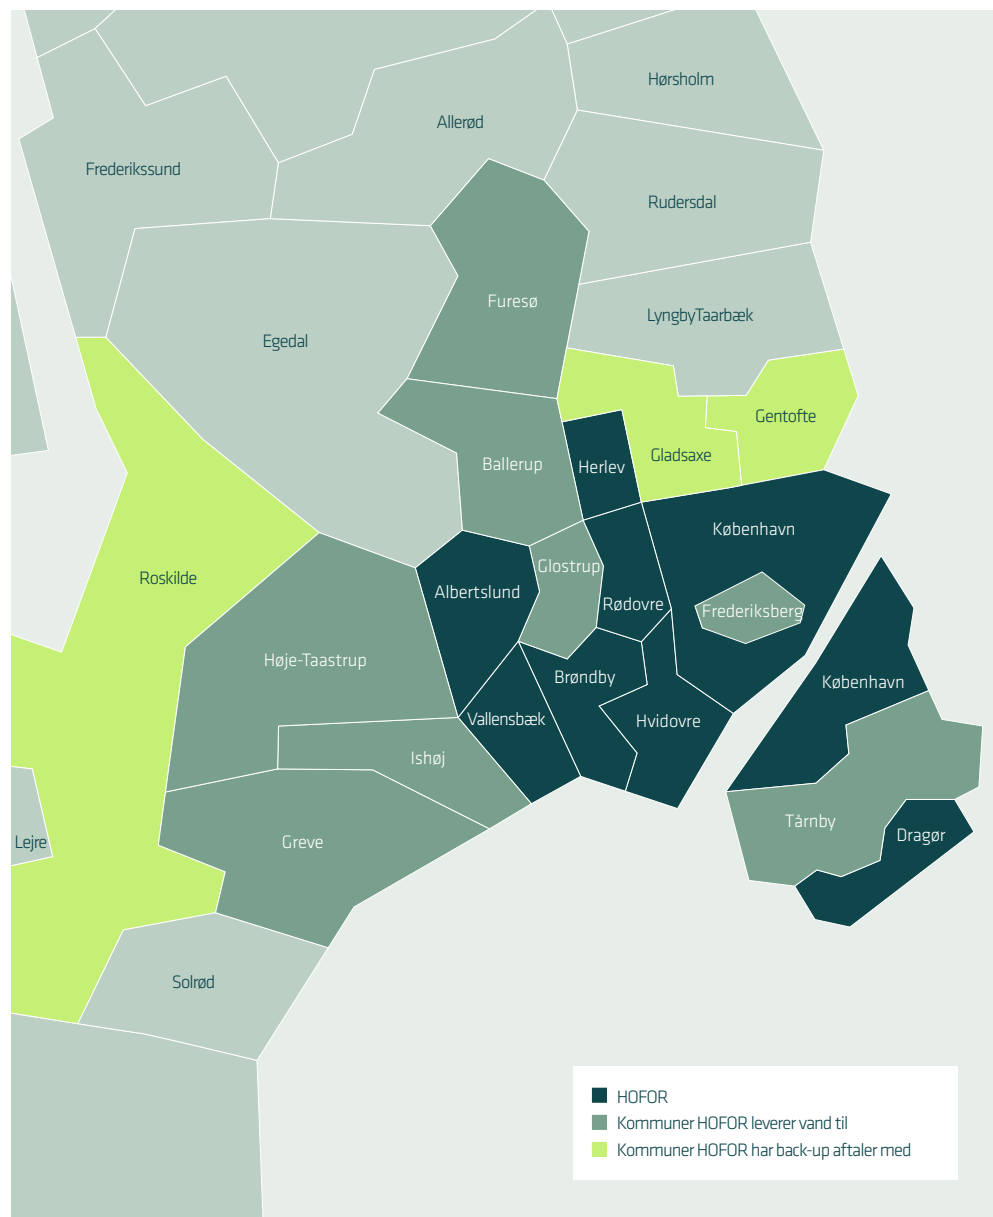 Hørsholm
Allerød
Frederikssund
Rudersdal
Furesø
LyngbyTaarbæk
Egedal
Gentofte
Gladsaxe
Ballerup
Herlev
København
Glostrup
Roskilde
Albertslund
Rødovre
Frederiksberg
Høje-Taastrup
Brøndby
København
Vallensbæk
Hvidovre
Ishøj
Tårnby
Dragør
Lejre
Greve
Solrød
HOFOR
Kommuner HOFOR leverer vand til
Kommuner HOFOR har back-up aftaler med